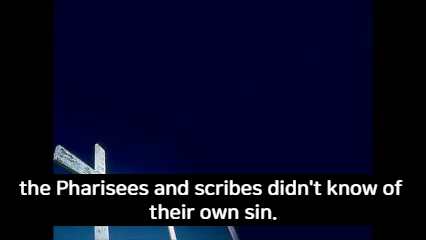 the Pharisees and scribes didn't know of
their own sin.